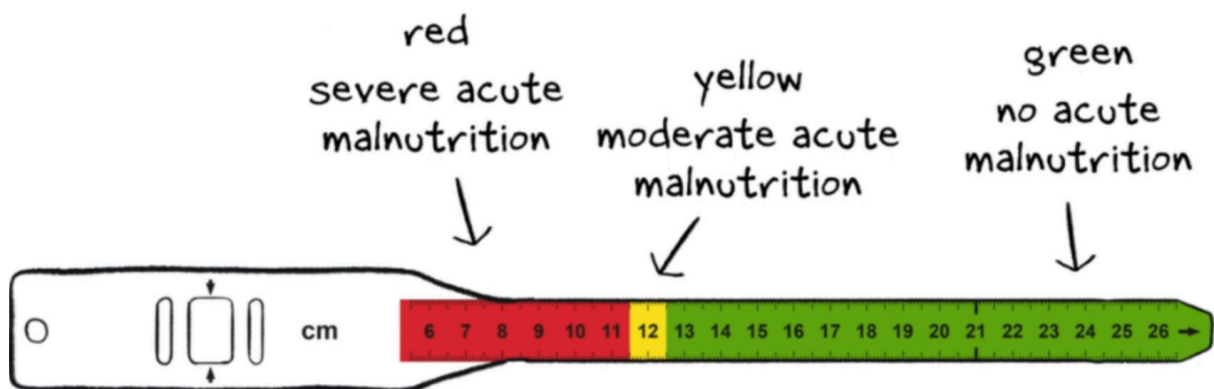 red
severe acute
malnutrition
yellow
moderate acute
malnutrition
green
no acute
malnutrition
cm 6 7 8 9 10 11 12 13 14 15 16 17 18 19 20 21 22 23 24 25 26